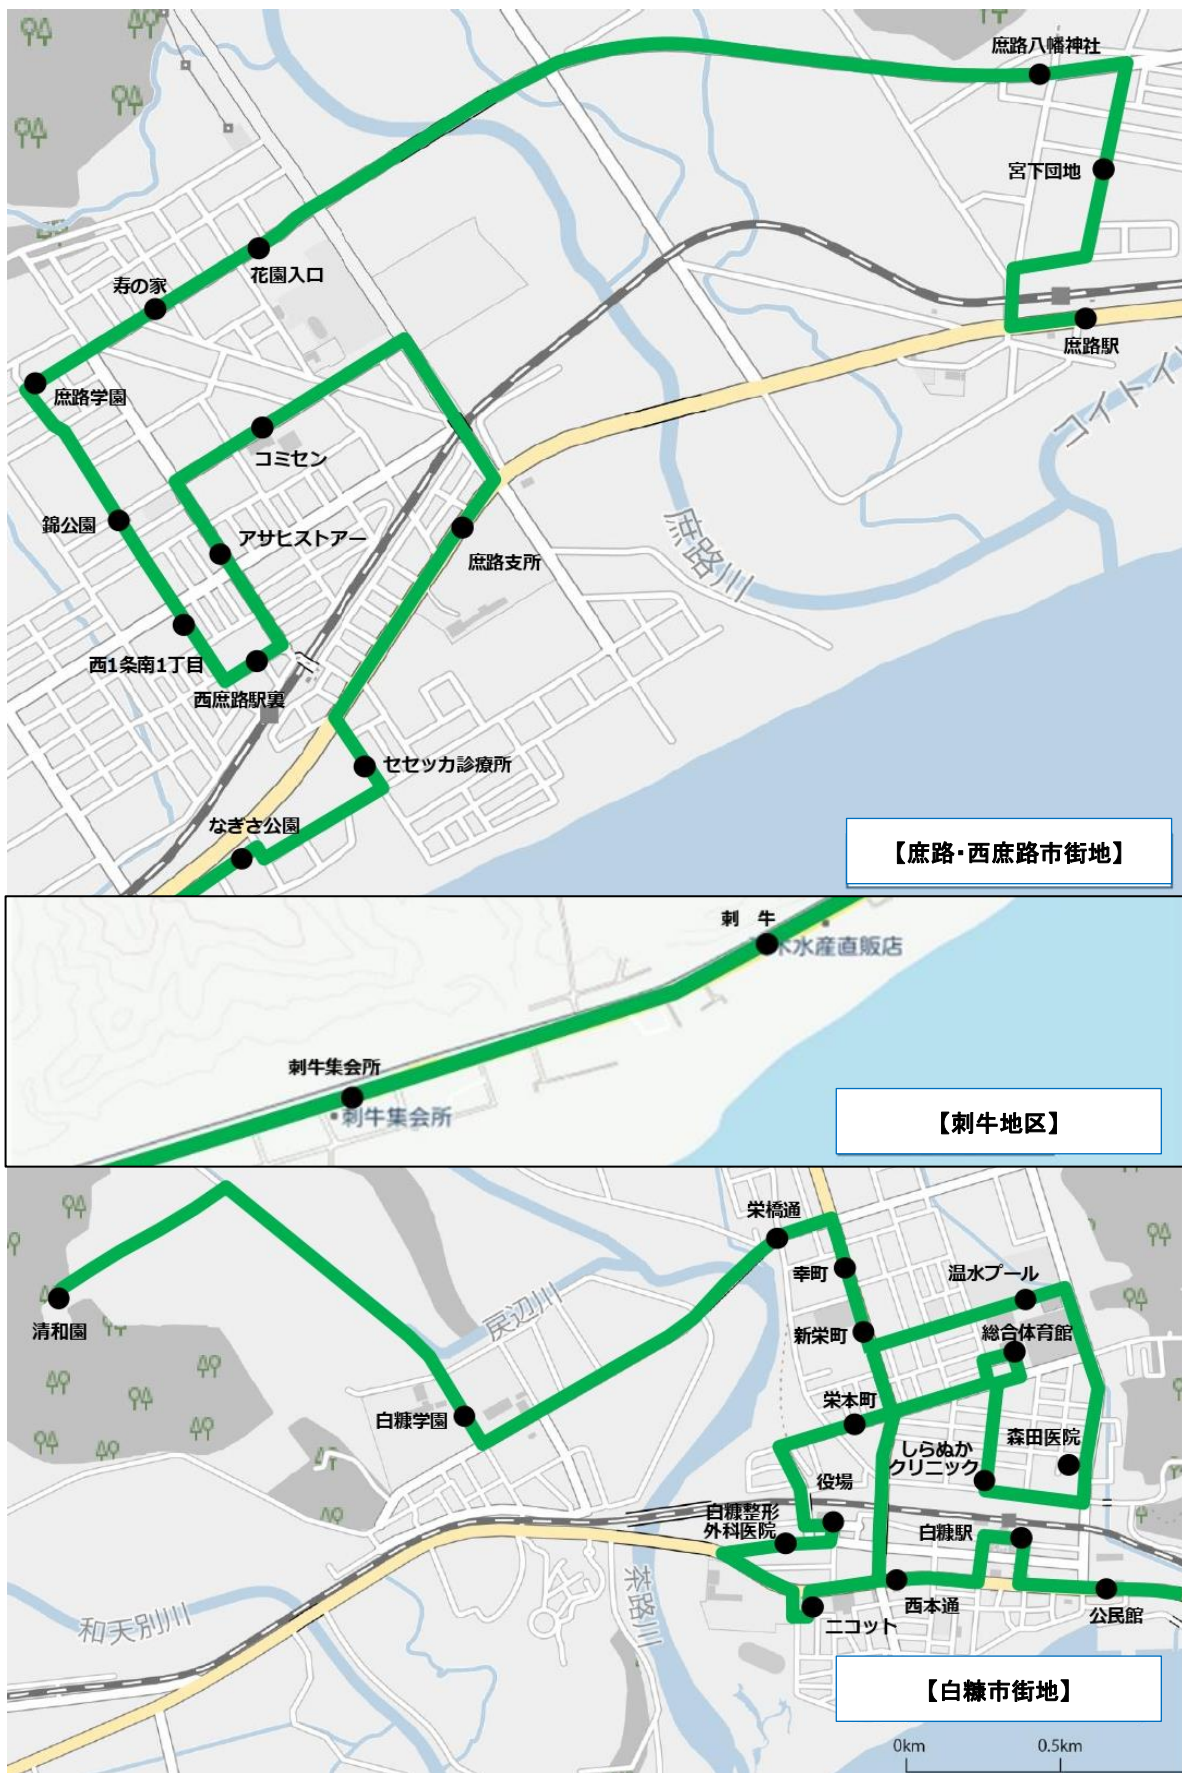 庶路八幡神社
宮下団地
花園入口
寿の家
庶路駅
庶路学園
コイトイ
コミセン
錦公園
アサヒストアー
庶路川
庶路支所
西1条南1丁目
西庶路駅裏
セセッカ診療所
なぎさ公園
【庶路・西庶路市街地】
刺　牛
木水産直販店
刺牛集会所
刺牛集会所
【刺牛地区】
栄橋通
幸町
温水プール
戻辺川
清和園
新栄町
総合体育館
白糠学園
栄本町
しらぬか
クリニック
森田医院
役場
白糠整形
外科医院
白糠駅
茶路川
和天別川
西本通
公民館
ニコット
【白糠市街地】
0km
0.5km